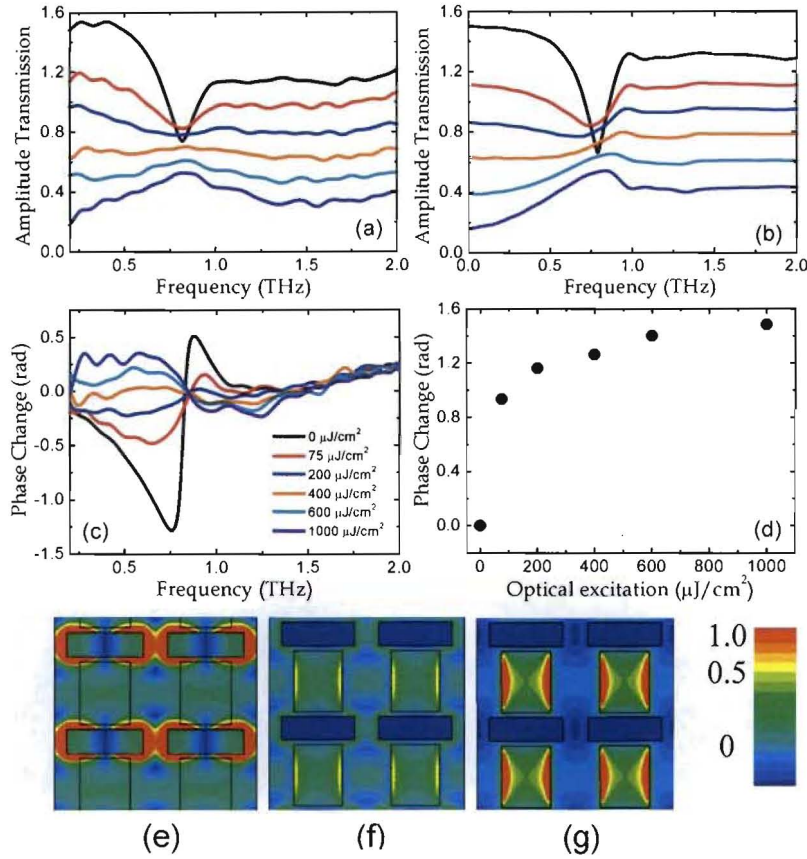 1.6
1.2
0.8
0.4
0.0
Amplitude Transmission
0.5
1.0
1.5
2.0
Frequency (THz)
(a)
1.6
1.2
0.8
0.4
0.0
Amplitude Transmission
0.0
0.5
1.0
1.5
2.0
Frequency (THz)
(b)
0.5
0.0
-0.5
-1.0
-1.5
Phase Change (rad)
0 μJ/cm²
75 μJ/cm²
200 μJ/cm²
400 μJ/cm²
600 μJ/cm²
1000 μJ/cm²
0.5
1.0
1.5
2.0
Frequency (THz)
(c)
1.6
1.2
0.8
0.4
0.0
Phase Change (rad)
0
200
400
600
800
1000
Optical excitation (μJ/cm²)
(d)
1.0
0.5
0
(e)
(f)
(g)